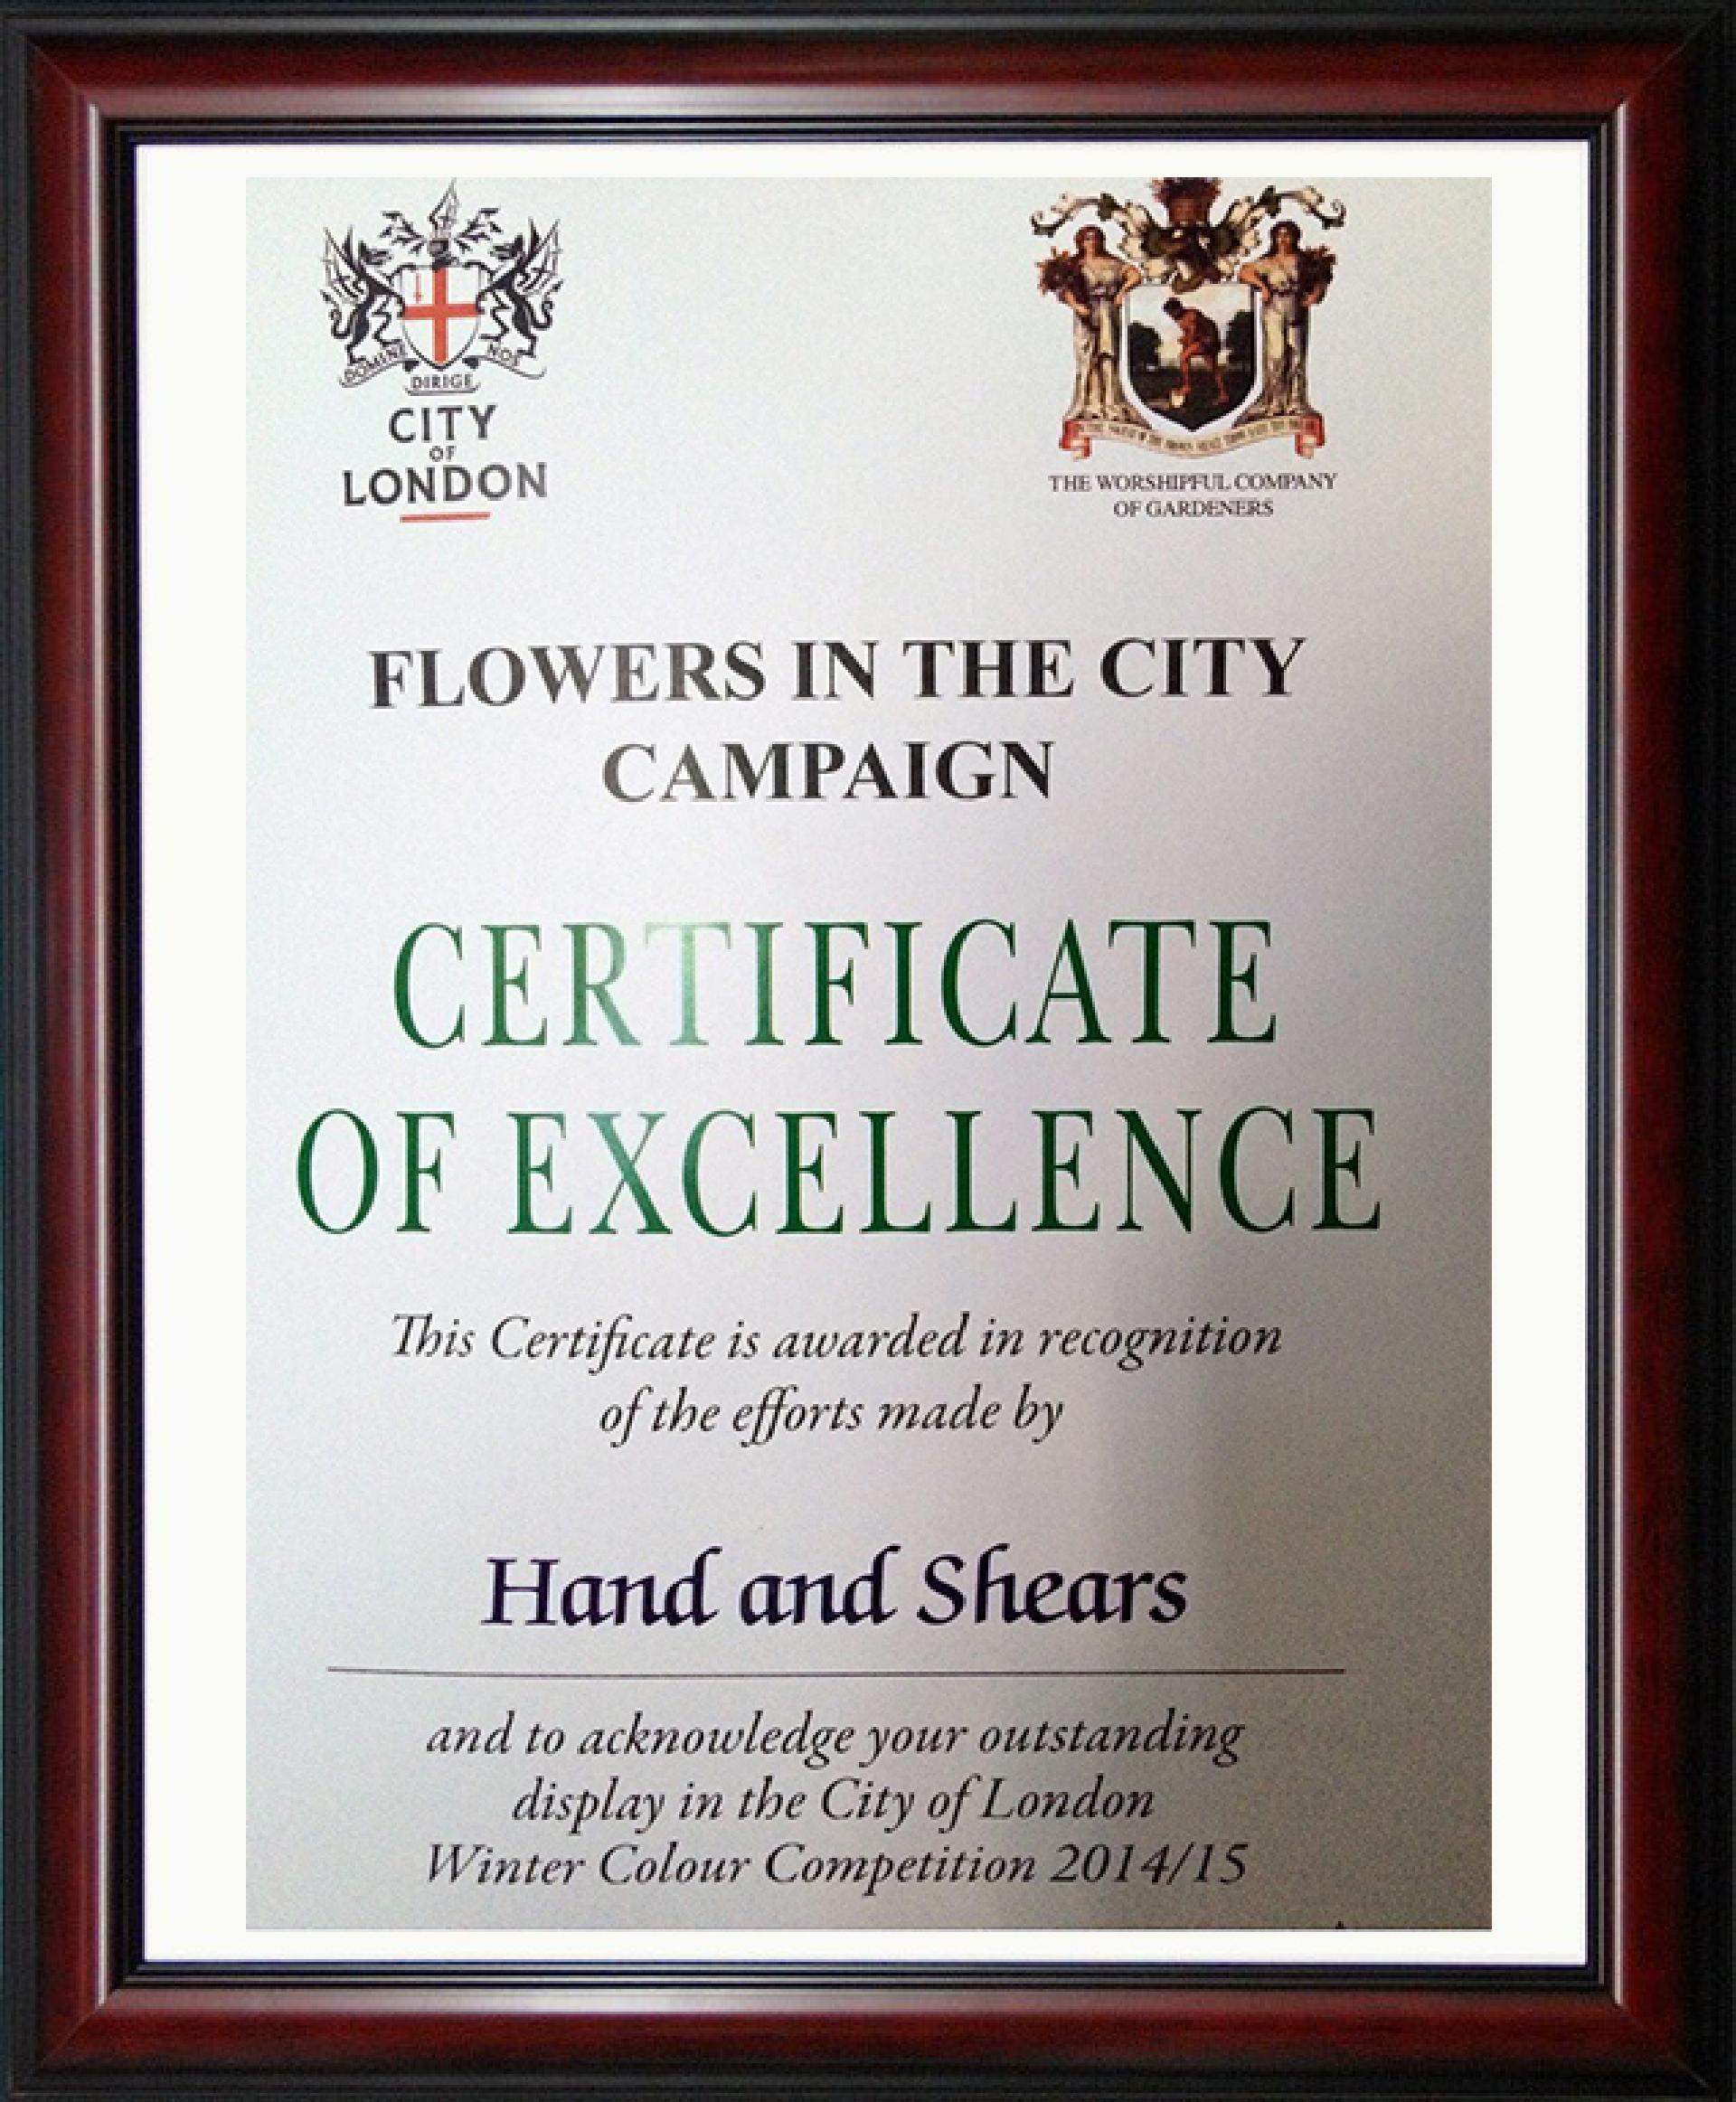 DOMINE
DIRIGE
NOS
CITY
OF
LONDON
THE WORSHIPFUL COMPANY
OF GARDENERS
FLOWERS IN THE CITY
CAMPAIGN
CERTIFICATE
OF EXCELLENCE
This Certificate is awarded in recognition
of the efforts made by
Hand and Shears
and to acknowledge your outstanding
display in the City of London
Winter Colour Competition 2014/15